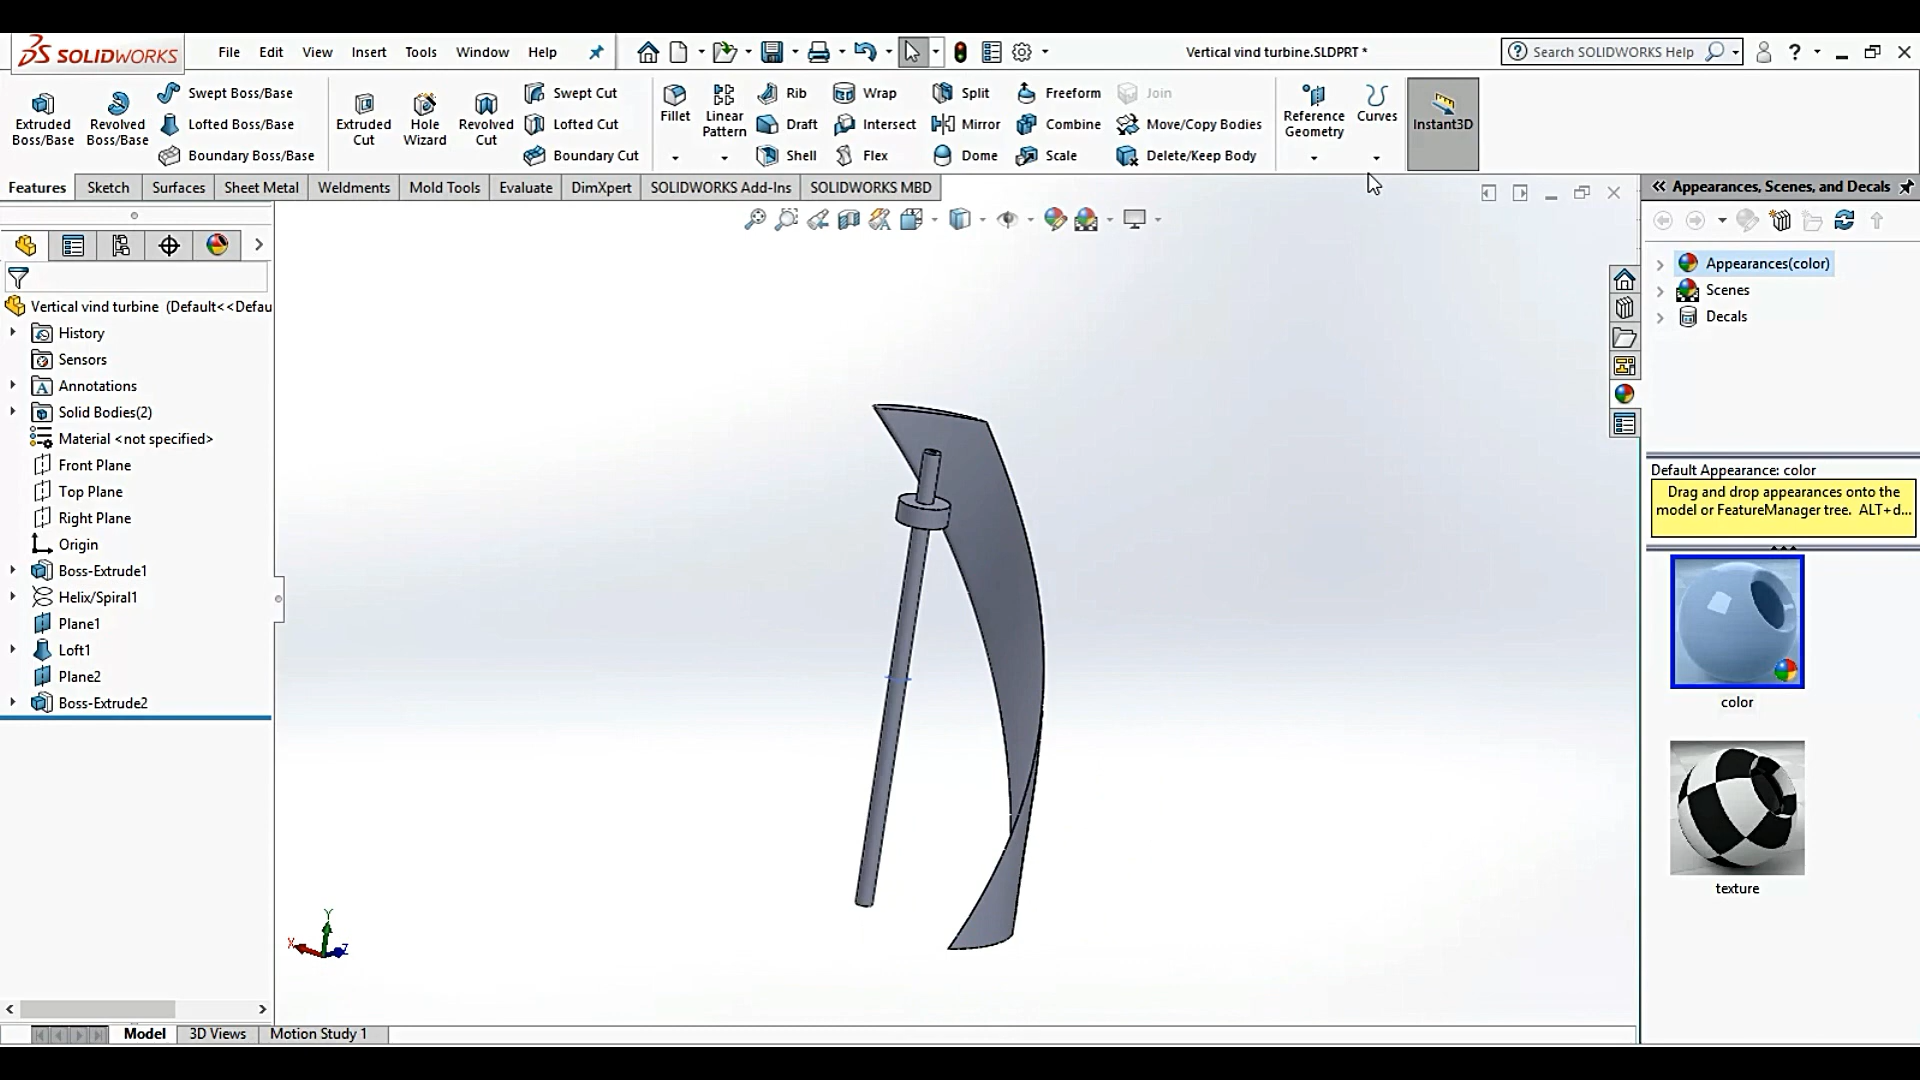 SOLIDWORKS File Edit View Insert Tools Window Help Vertical vind turbine.SLDPRT * Search SOLIDWORKS Help ?
Extruded Boss/Base
Revolved Boss/Base
Swept Boss/Base
Lofted Boss/Base
Boundary Boss/Base
Extruded Cut
Hole Wizard
Revolved Cut
Swept Cut
Lofted Cut
Boundary Cut
Fillet
Linear Pattern
Rib
Draft
Shell
Wrap
Intersect
Flex
Split
Mirror
Dome
Freeform
Combine
Scale
Join
Move/Copy Bodies
Delete/Keep Body
Reference Geometry
Curves
Instant3D
Features Sketch Surfaces Sheet Metal Weldments Mold Tools Evaluate DimXpert SOLIDWORKS Add-Ins SOLIDWORKS MBD
Vertical vind turbine (Default<<Defau
History
Sensors
Annotations
Solid Bodies(2)
Material <not specified>
Front Plane
Top Plane
Right Plane
Origin
Boss-Extrude1
Helix/Spiral1
Plane1
Loft1
Plane2
Boss-Extrude2
Y
X
Z
Model 3D Views Motion Study 1
Appearances, Scenes, and Decals
Appearances(color)
Scenes
Decals
Default Appearance: color
Drag and drop appearances onto the
model or FeatureManager tree. ALT+d...
color
texture